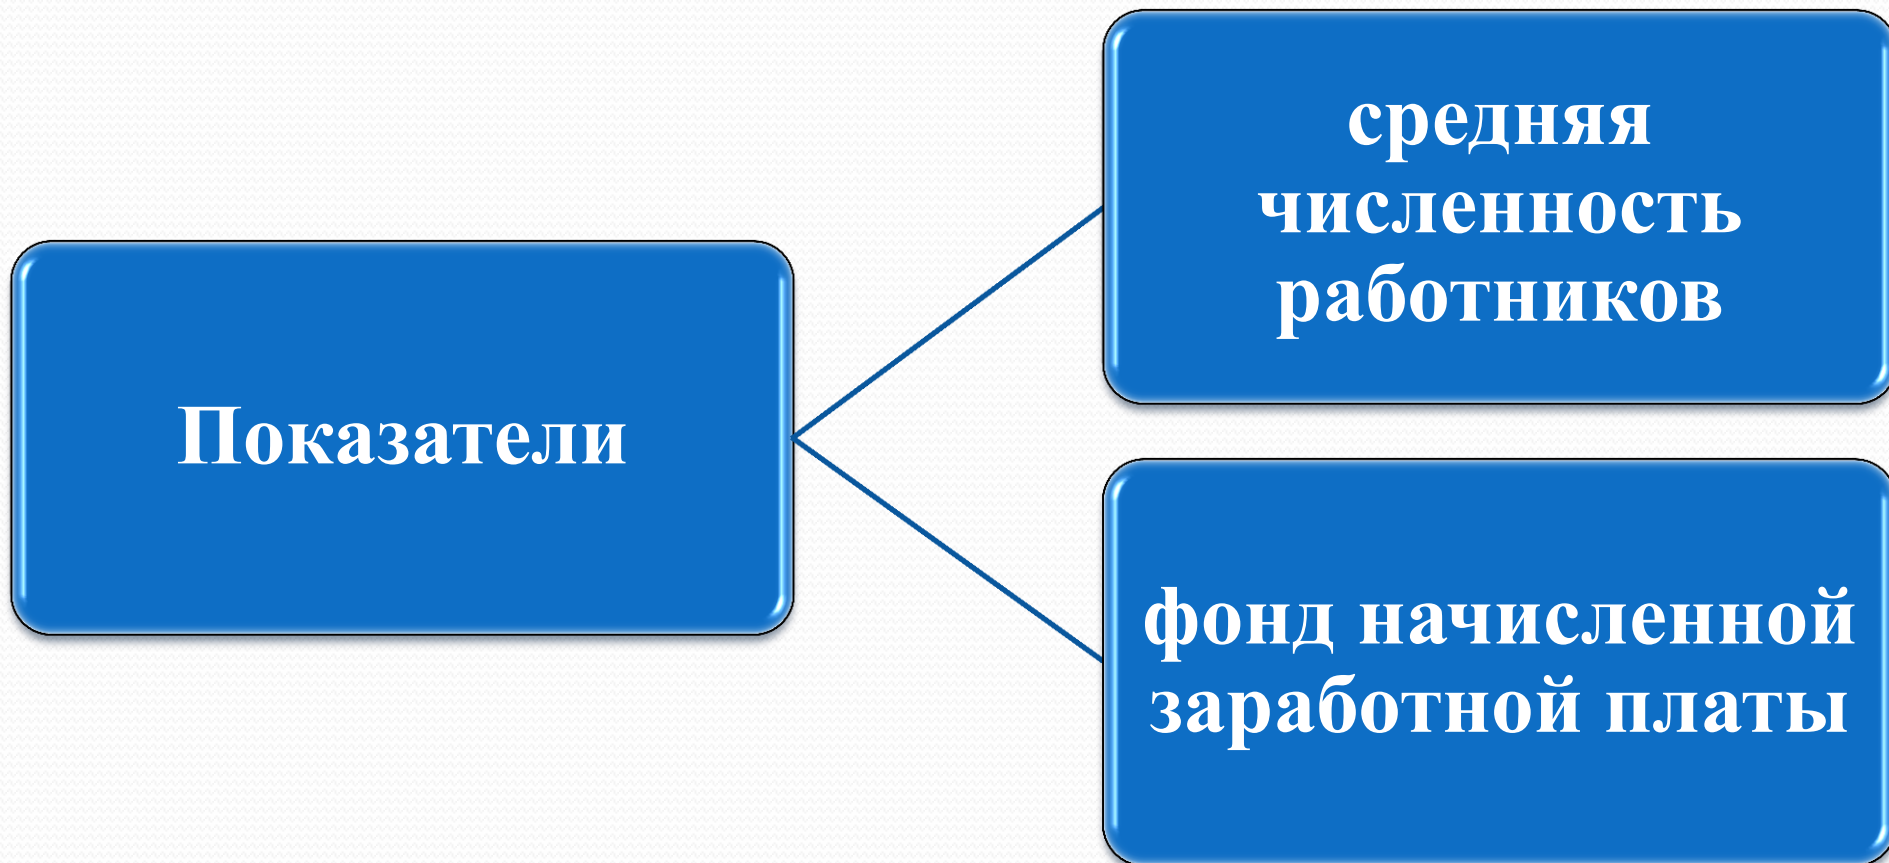 Показатели
средняя
численность
работников
фонд начисленной
заработной платы